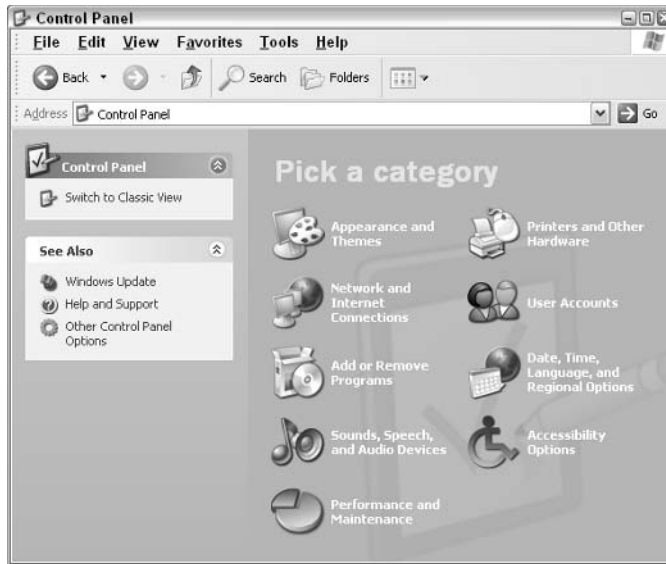 Control Panel
File Edit View Favorites Tools Help
Back Search Folders
Address Control Panel Go
Control Panel
Switch to Classic View
See Also
Windows Update
Help and Support
Other Control Panel
Options
Pick a category
Appearance and
Themes
Printers and Other
Hardware
Network and
Internet
Connections
User Accounts
Add or Remove
Programs
Date, Time,
Language, and
Regional Options
Sounds, Speech,
and Audio Devices
Accessibility
Options
Performance and
Maintenance